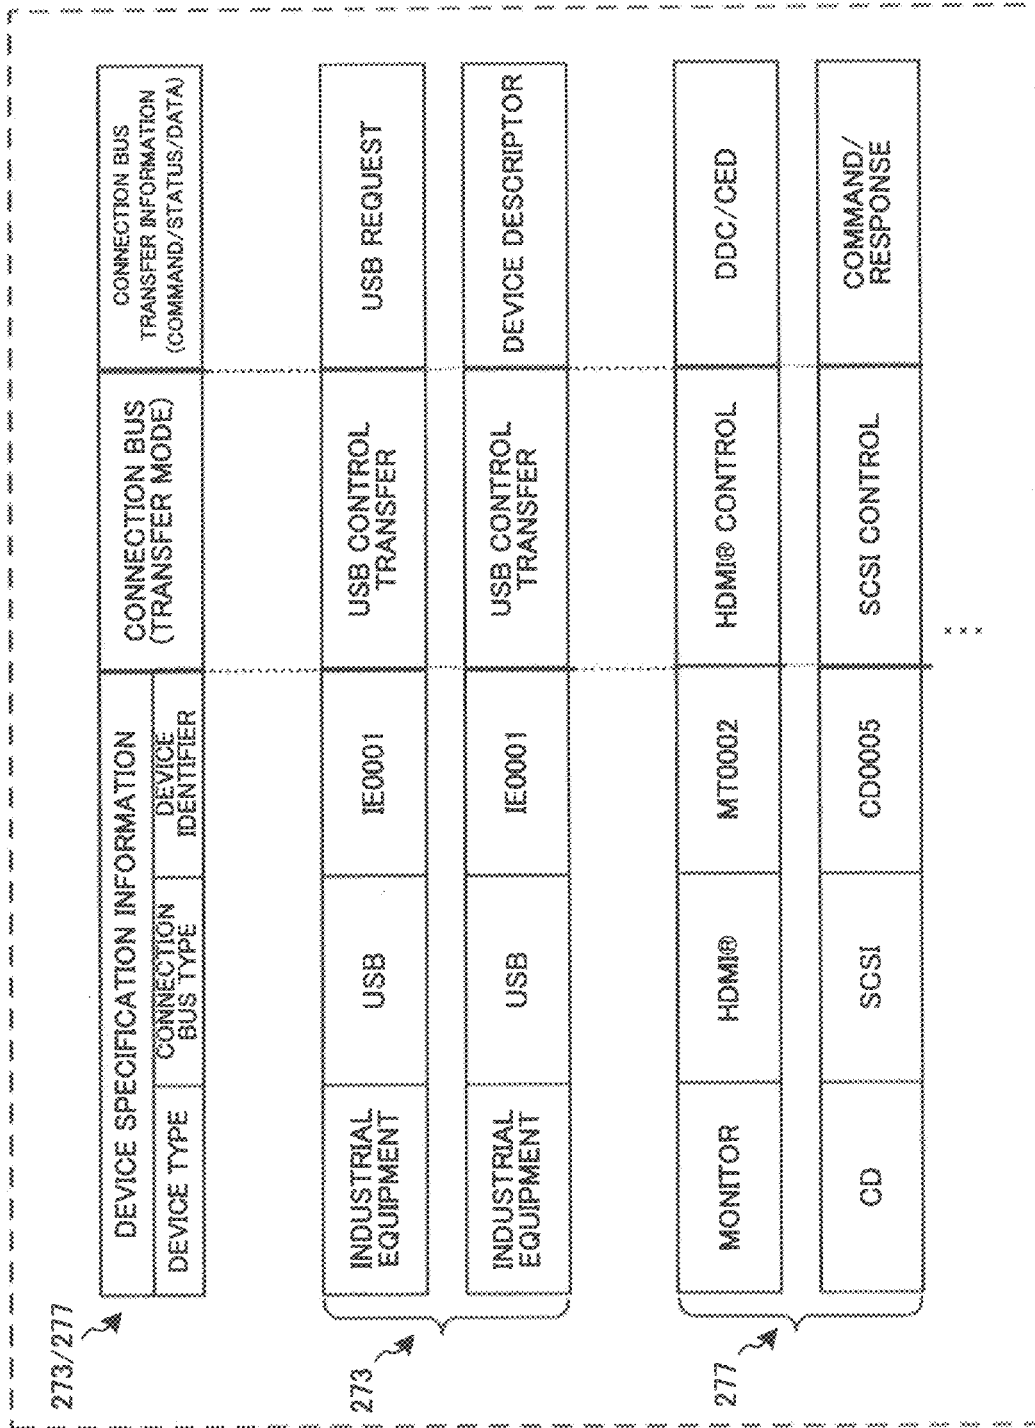 273/277
DEVICE SPECIFICATION INFORMATION
DEVICE TYPE
CONNECTION
BUS TYPE
DEVICE
IDENTIFIER
CONNECTION BUS
(TRANSFER MODE)
CONNECTION BUS
TRANSFER INFORMATION
(COMMAND/STATUS/DATA)
273
INDUSTRIAL
EQUIPMENT
USB
IE0001
USB CONTROL
TRANSFER
USB REQUEST
INDUSTRIAL
EQUIPMENT
USB
IE0001
USB CONTROL
TRANSFER
DEVICE DESCRIPTOR
277
MONITOR
HDMI®
MT0002
HDMI® CONTROL
DDC/CED
CD
SCSI
CD0005
SCSI CONTROL
COMMAND/
RESPONSE
...